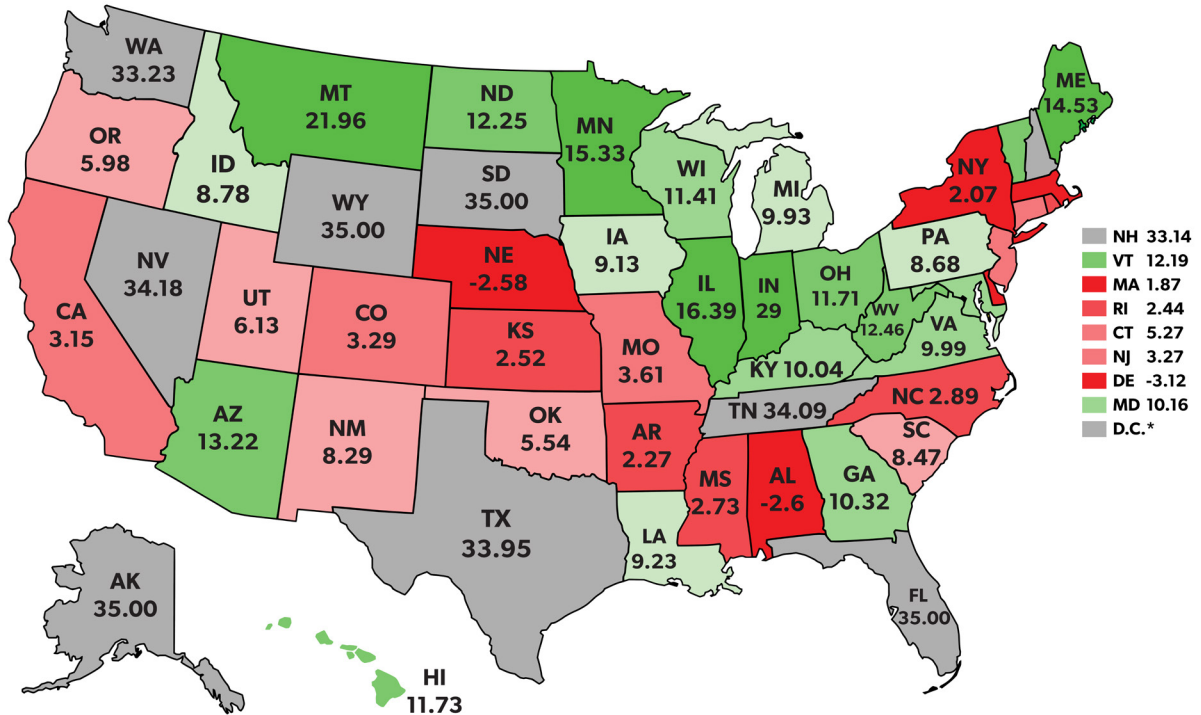 WA
33.23
OR
5.98
CA
3.15
ID
8.78
NV
34.18
MT
21.96
WY
35.00
UT
6.13
AZ
13.22
CO
3.29
NM
8.29
ND
12.25
SD
35.00
NE
-2.58
KS
2.52
OK
5.54
TX
33.95
MN
15.33
IA
9.13
MO
3.61
AR
2.27
LA
9.23
WI
11.41
IL
16.39
MI
9.93
IN
29
OH
11.71
KY 10.04
TN 34.09
MS
2.73
AL
-2.6
GA
10.32
FL
35.00
SC
8.47
NC 2.89
VA
9.99
WV
12.46
PA
8.68
NY
2.07
ME
14.53
AK
35.00
HI
11.73
NH 33.14
VT 12.19
MA 1.87
RI 2.44
CT 5.27
NJ 3.27
DE -3.12
MD 10.16
D.C.*